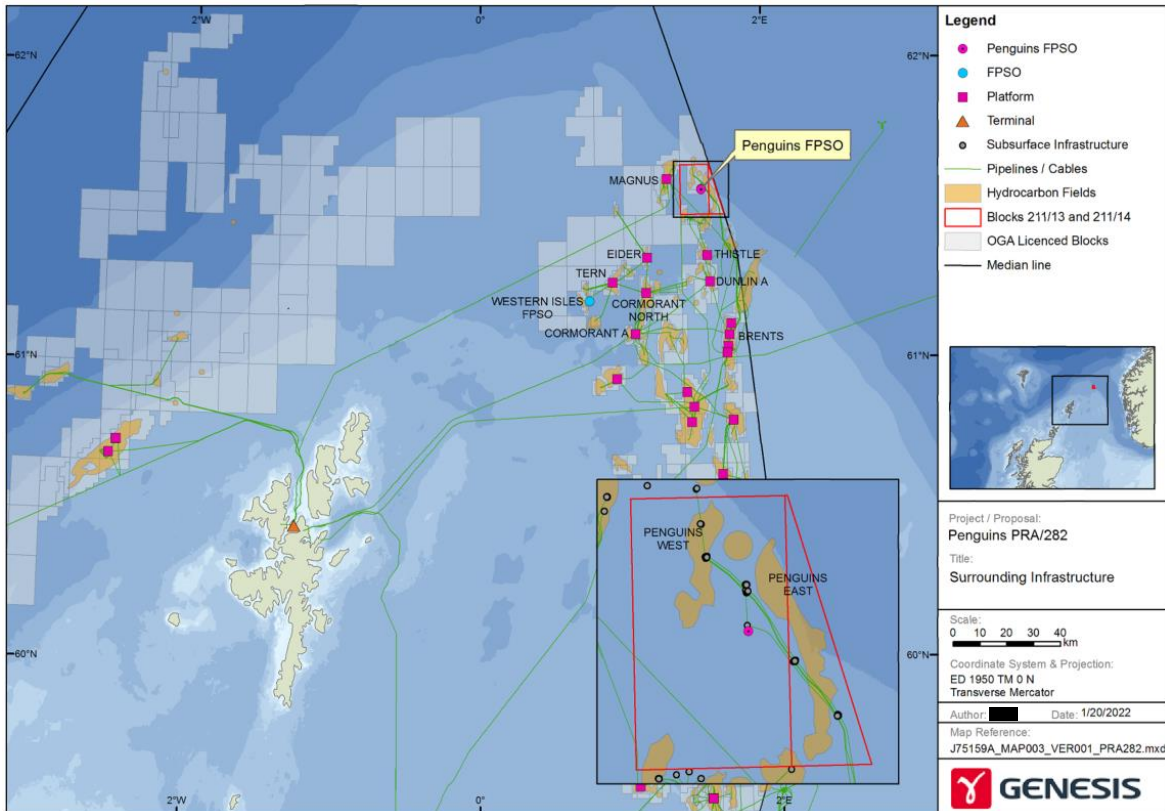 2°W
0°
2°E
62°N
62°N
Penguins FPSO
MAGNUS
EIDER
THISTLE
TERN
DUNLIN A
WESTERN ISLES
FPSO
CORMORANT
NORTH
CORMORANT A
BRENTS
61°N
61°N
PENGUINS
WEST
PENGUINS
EAST
60°N
60°N
2°W
0°
2°E
Legend
Penguins FPSO
FPSO
Platform
Terminal
Subsurface Infrastructure
Pipelines / Cables
Hydrocarbon Fields
Blocks 211/13 and 211/14
OGA Licenced Blocks
Median line
Project / Proposal:
Penguins PRA/282
Title:
Surrounding Infrastructure
Scale:
0 10 20 30 40
km
Coordinate System & Projection:
ED 1950 TM 0 N
Transverse Mercator
Author: Date: 1/20/2022
Map Reference:
J75159A_MAP003_VER001_PRA282.mxd
GENESIS